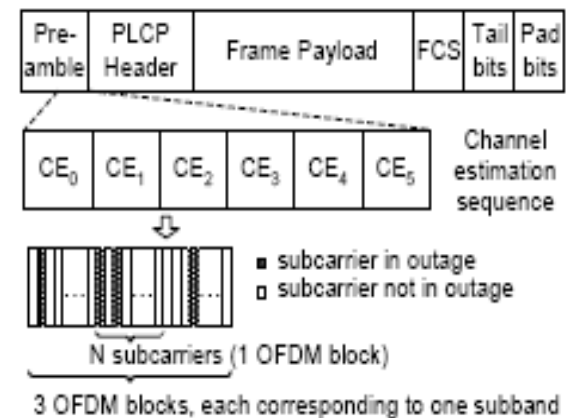 Pre-
amble
PLCP
Header
Frame Payload
FCS
Tail
bits
Pad
bits
CE0 CE1 CE2 CE3 CE4 CE5
Channel
estimation
sequence
subcarrier in outage
subcarrier not in outage
... ...
N subcarriers (1 OFDM block)
3 OFDM blocks, each corresponding to one subband